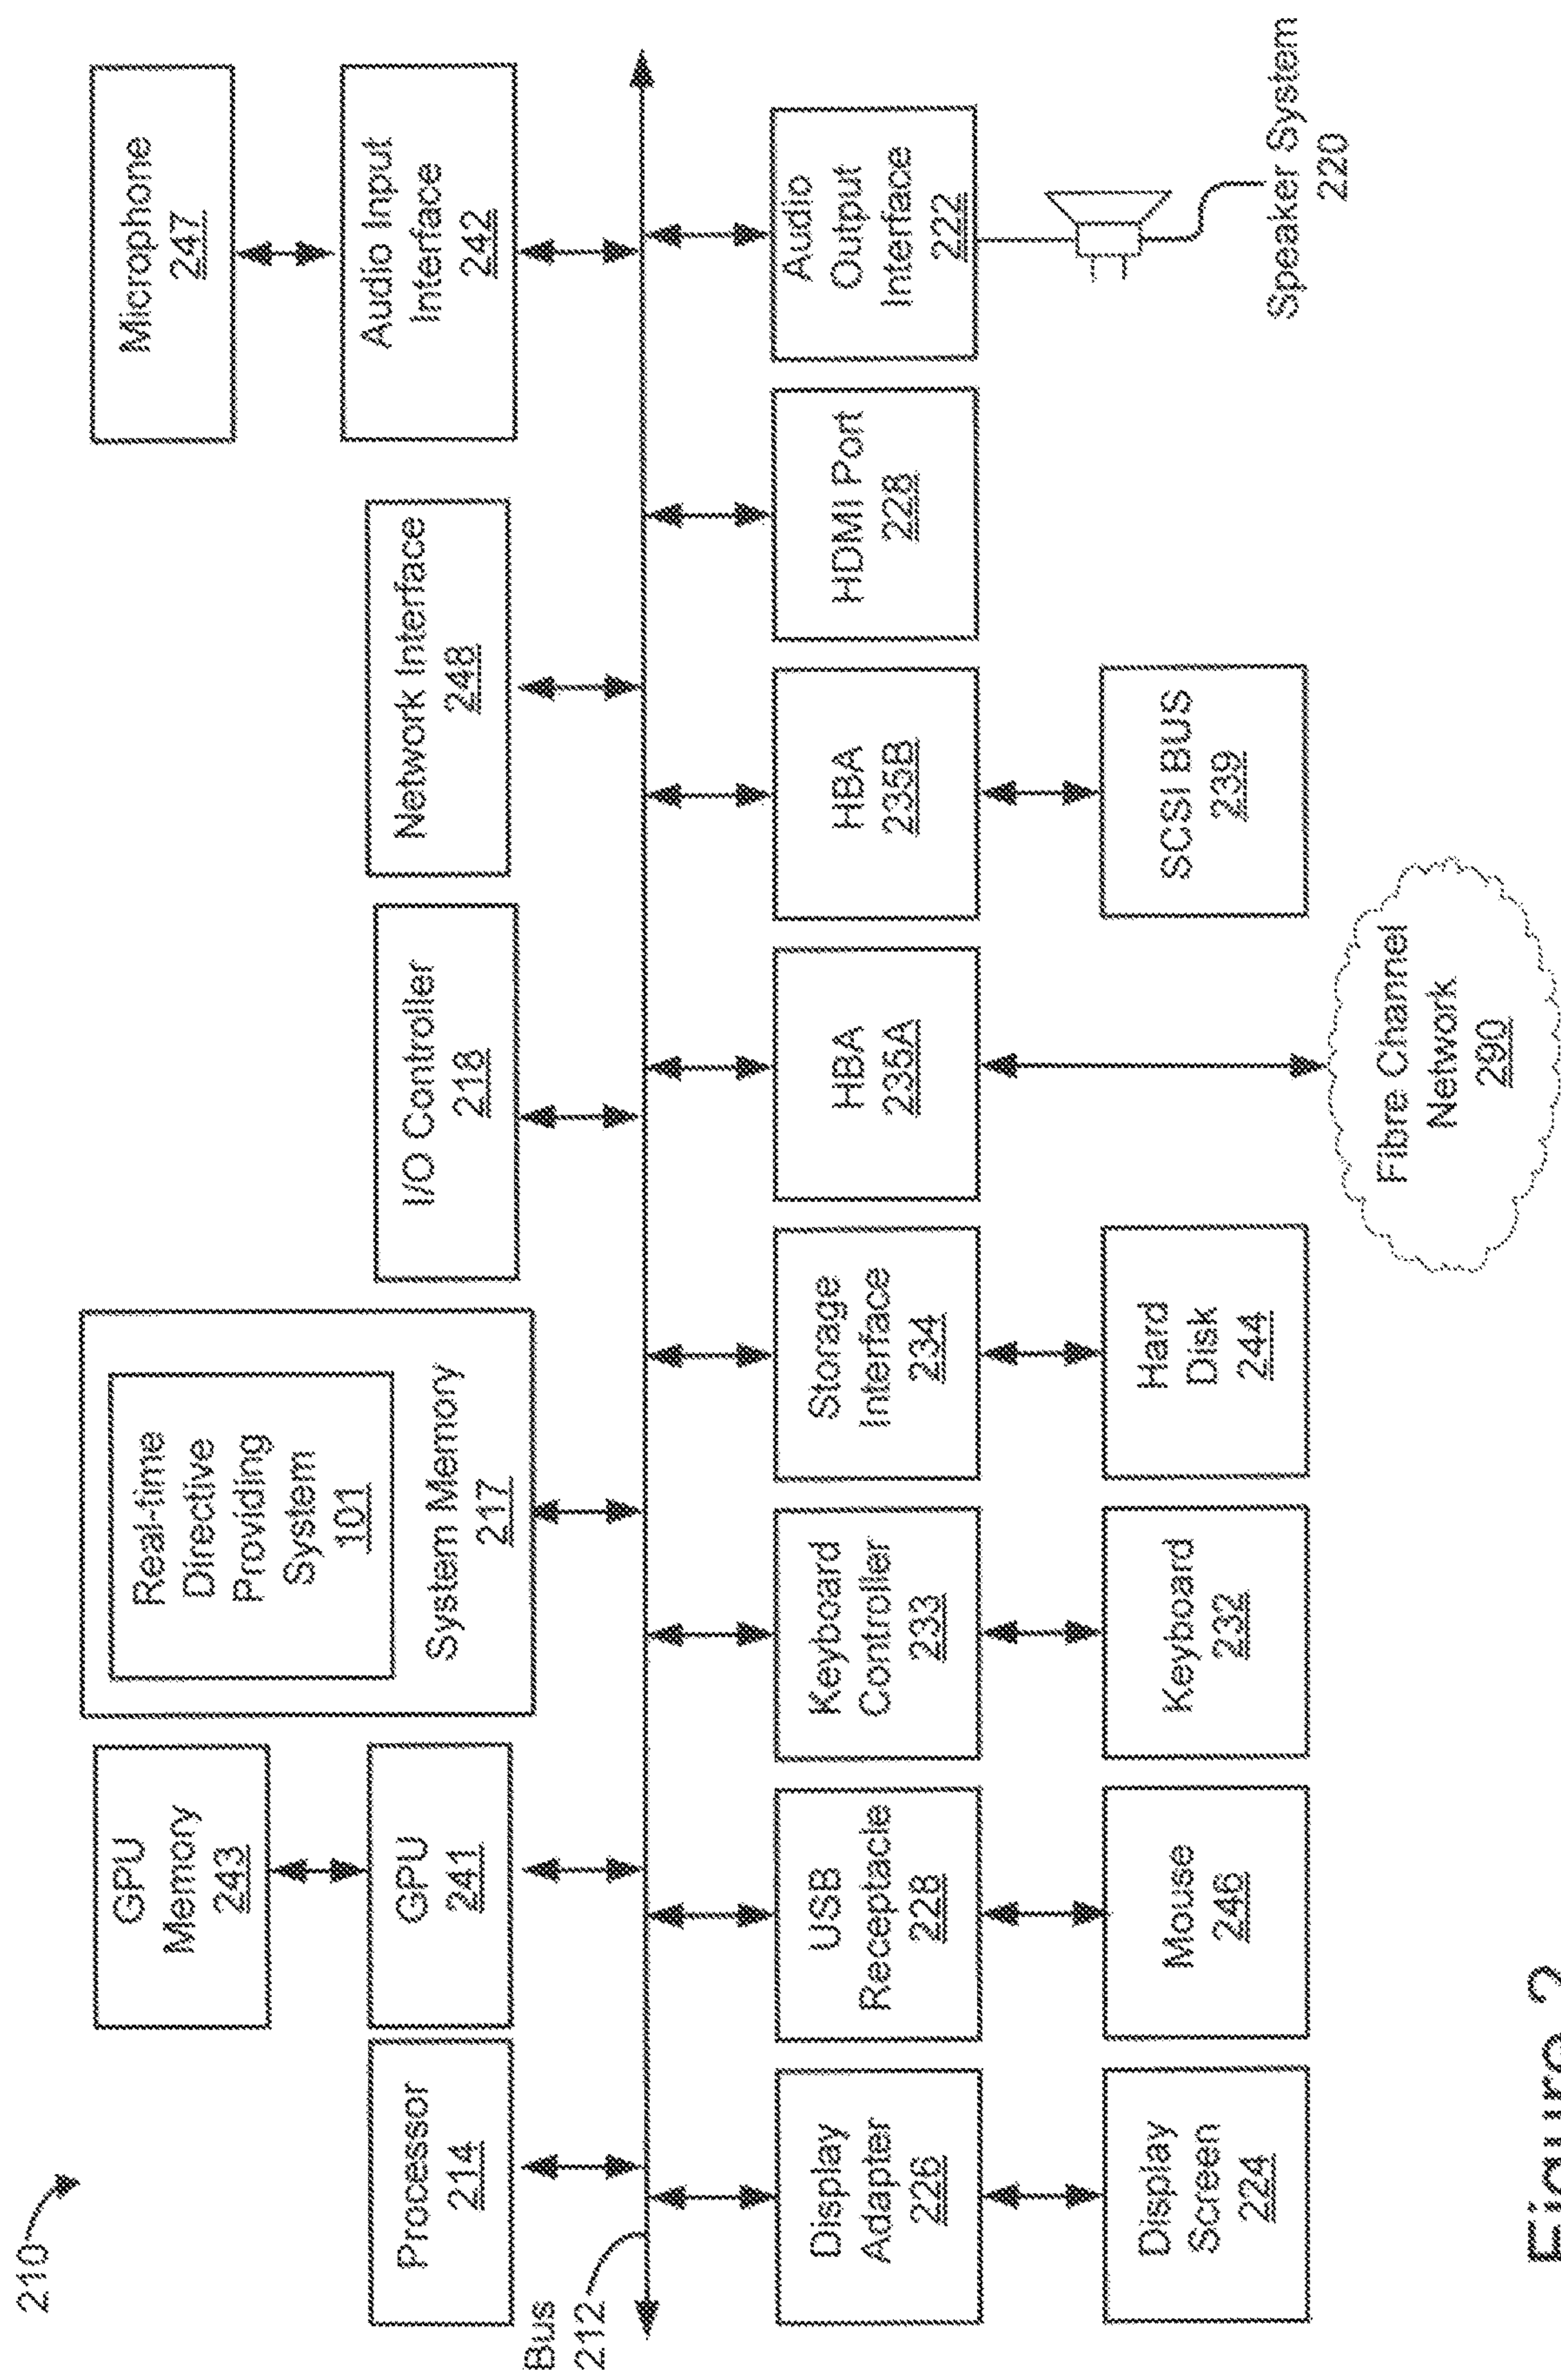 210
Processor
214
GPU
Memory
243
GPU
241
Real-time
Directive
Providing
System
101
System Memory
217
I/O Controller
218
Network Interface
248
Microphone
247
Audio Input
Interface
242
Bus
212
Display
Adapter
226
USB
Receptacle
228
Keyboard
Controller
233
Storage
Interface
234
HBA
235A
HBA
235B
HDMI Port
228
Audio
Output
Interface
222
Display
Screen
224
Mouse
246
Keyboard
232
Hard
Disk
244
SCSI BUS
239
Fibre Channel
Network
290
Speaker System
220
Figure 2